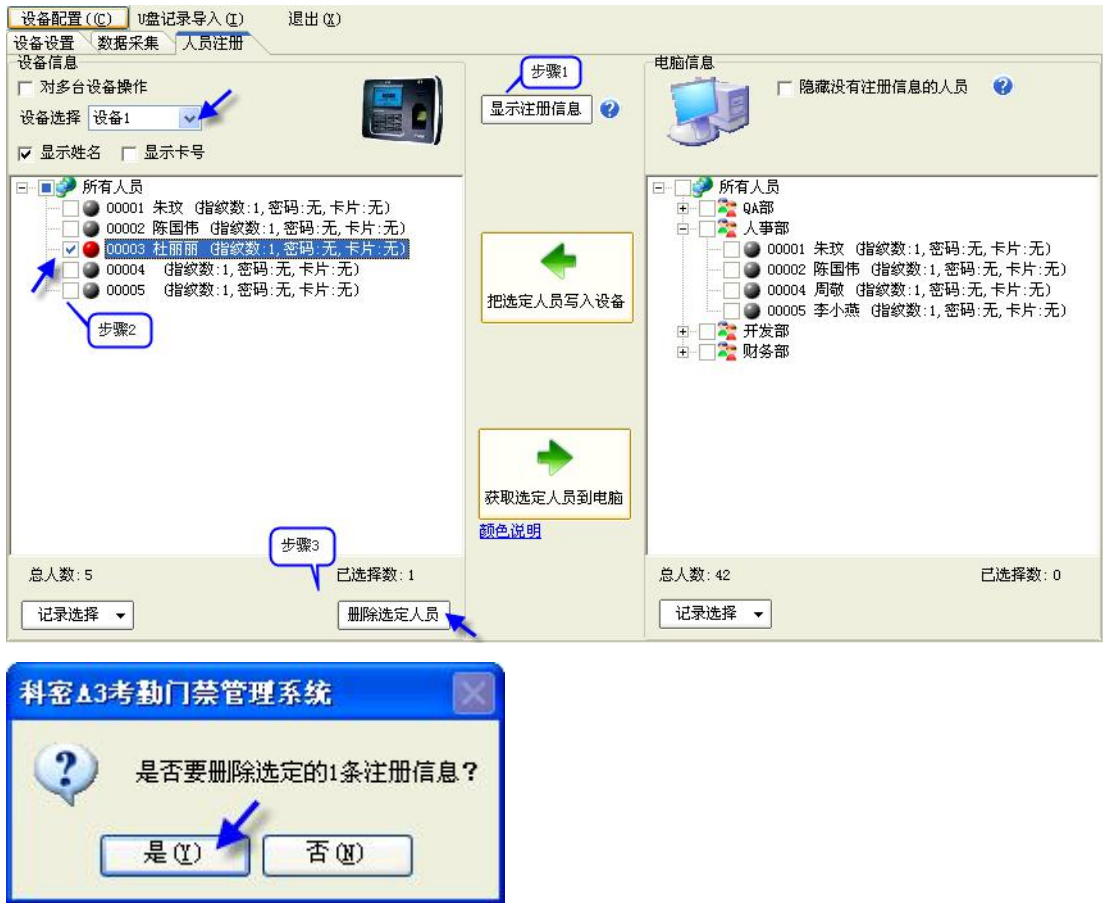 设备配置(C) U盘记录导入(I) 退出(X)
设备设置 数据采集 人员注册
设备信息
对多台设备操作
设备选择 设备1
显示姓名 显示卡号
所有人员
00001 朱玟 (指纹数:1,密码:无,卡片:无)
00002 陈国伟 (指纹数:1,密码:无,卡片:无)
00003 杜丽丽 (指纹数:1,密码:无,卡片:无)
00004 (指纹数:1,密码:无,卡片:无)
00005 (指纹数:1,密码:无,卡片:无)
步骤2
步骤3
总人数:5 已选择数:1
记录选择 删除选定人员
步骤1
显示注册信息
把选定人员写入设备
获取选定人员到电脑
颜色说明
电脑信息
隐藏没有注册信息的人员
所有人员
QA部
人事部
00001 朱玟 (指纹数:1,密码:无,卡片:无)
00002 陈国伟 (指纹数:1,密码:无,卡片:无)
00004 周敬 (指纹数:1,密码:无,卡片:无)
00005 李小燕 (指纹数:1,密码:无,卡片:无)
开发部
财务部
总人数:42 已选择数:0
记录选择
科密A3考勤门禁管理系统
是否要删除选定的1条注册信息?
是(Y) 否(N)